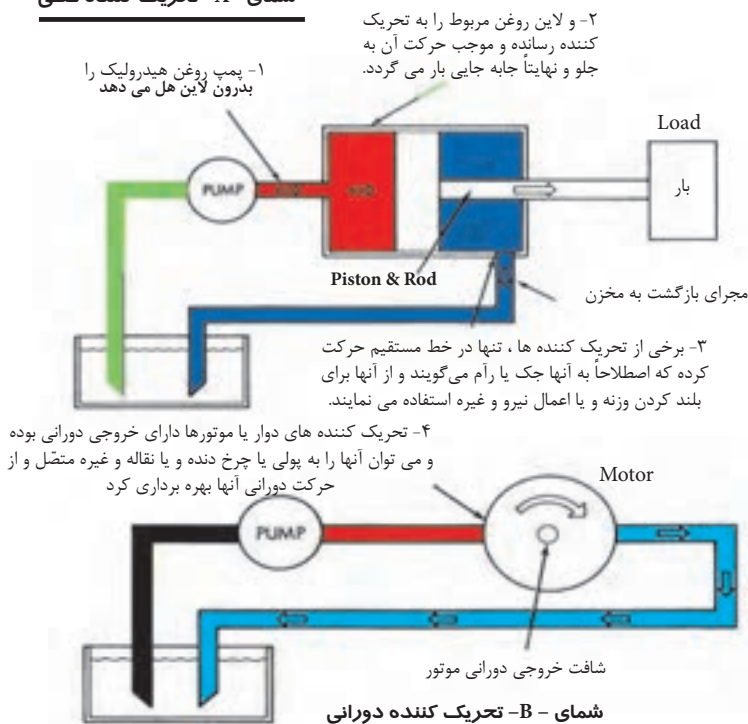 ۲- و لاین روغن مربوط را به تحریک
کننده رسانده و موجب حرکت آن به
جلو و نهایتاً جابه جایی بار می گردد.
۱- پمپ روغن هیدرولیک را
بدرون لاین هل می دهد
Load
PUMP
بار
Piston & Rod
مجرای بازگشت به مخزن
۳- برخی از تحریک کننده ها ، تنها در خط مستقیم حرکت
کرده که اصطلاحاً به آنها جک یا رآم می‌گویند و از آنها برای
بلند کردن وزنه و یا اعمال نیرو و غیره استفاده می نمایند.
۴- تحریک کننده های دوار یا موتورها دارای خروجی دورانی بوده
و می توان آنها را به پولی یا چرخ دنده و یا نقاله و غیره متصّل و از
حرکت دورانی آنها بهره برداری کرد
Motor
PUMP
شافت خروجی دورانی موتور
شمای – B– تحریک کننده دورانی